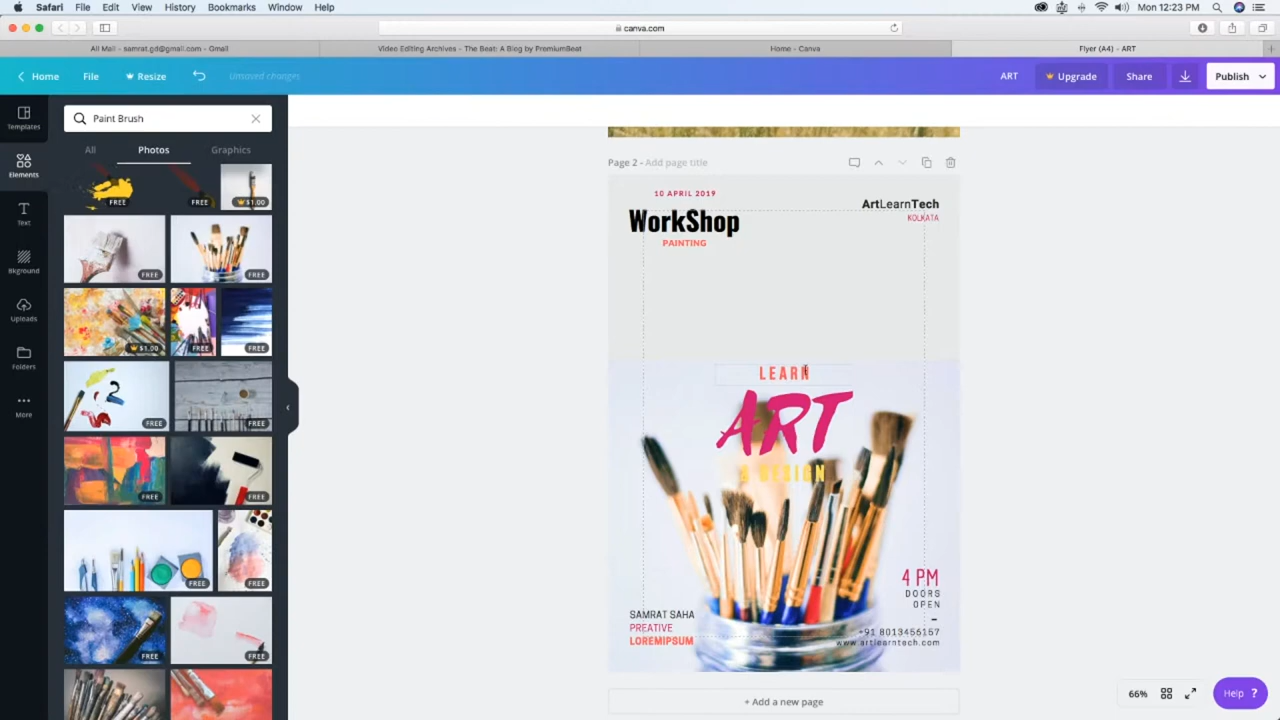 Safari File Edit View History Bookmarks Window Help
Mon 12:23 PM
canva.com
All Mail - samrat.gd@gmail.com - Gmail
Video Editing Archives - The Beat: A Blog by PremiumBeat
Home - Canva
Flyer (A4) - ART
Home File Resize Unsaved changes
ART Upgrade Share Publish
Templates
Elements
Text
Bkground
Uploads
Folders
More
Paint Brush
All Photos Graphics
FREE FREE $1.00
FREE FREE
$1.00 FREE FREE
FREE FREE
FREE FREE
FREE FREE
FREE FREE
Page 2 - Add page title
10 APRIL 2019
WorkShop
PAINTING
ArtLearnTech
KOLKATA
LEARN
ART
& DESIGN
4 PM
DOORS
OPEN
-
+91 8013456157
www.artlearntech.com
SAMRAT SAHA
PREATIVE
LOREMIPSUM
+ Add a new page
66%
Help ?